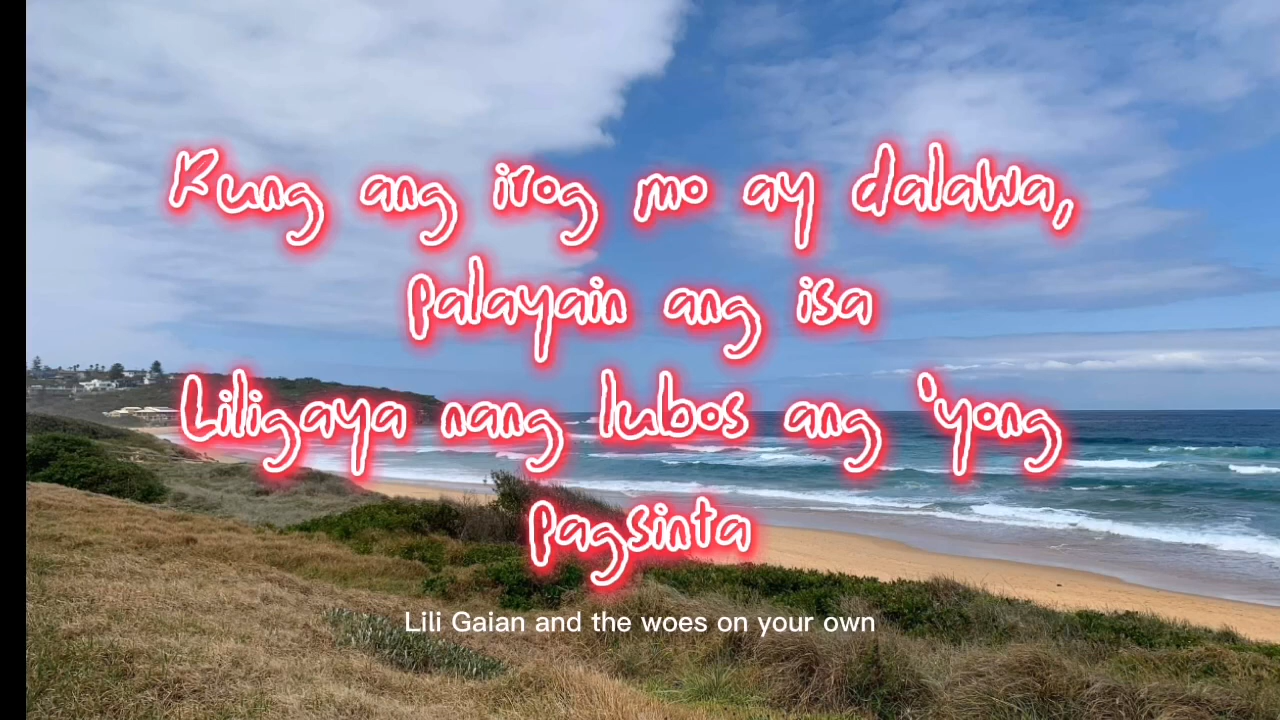 Kung ang irog mo ay dalawa,
palayain ang isa
Liligaya nang lubos ang 'yong
pagsinta
Lili Gaian and the woes on your own